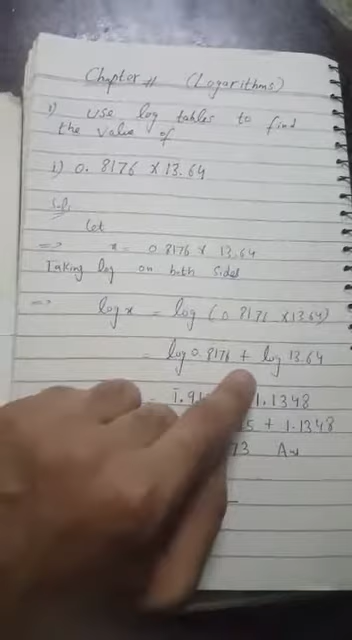 Chapter # (Logarithms)
1) use log tables to find
the value of
1) 0.8176 × 13.64
Sol:
Let
=> x = 0.8176 × 13.64
Taking log on both sides
=> log x = log (0.8176 × 13.64)
= log 0.8176 + log 13.64
= 1.1348
+ 1.1348
73 Ans